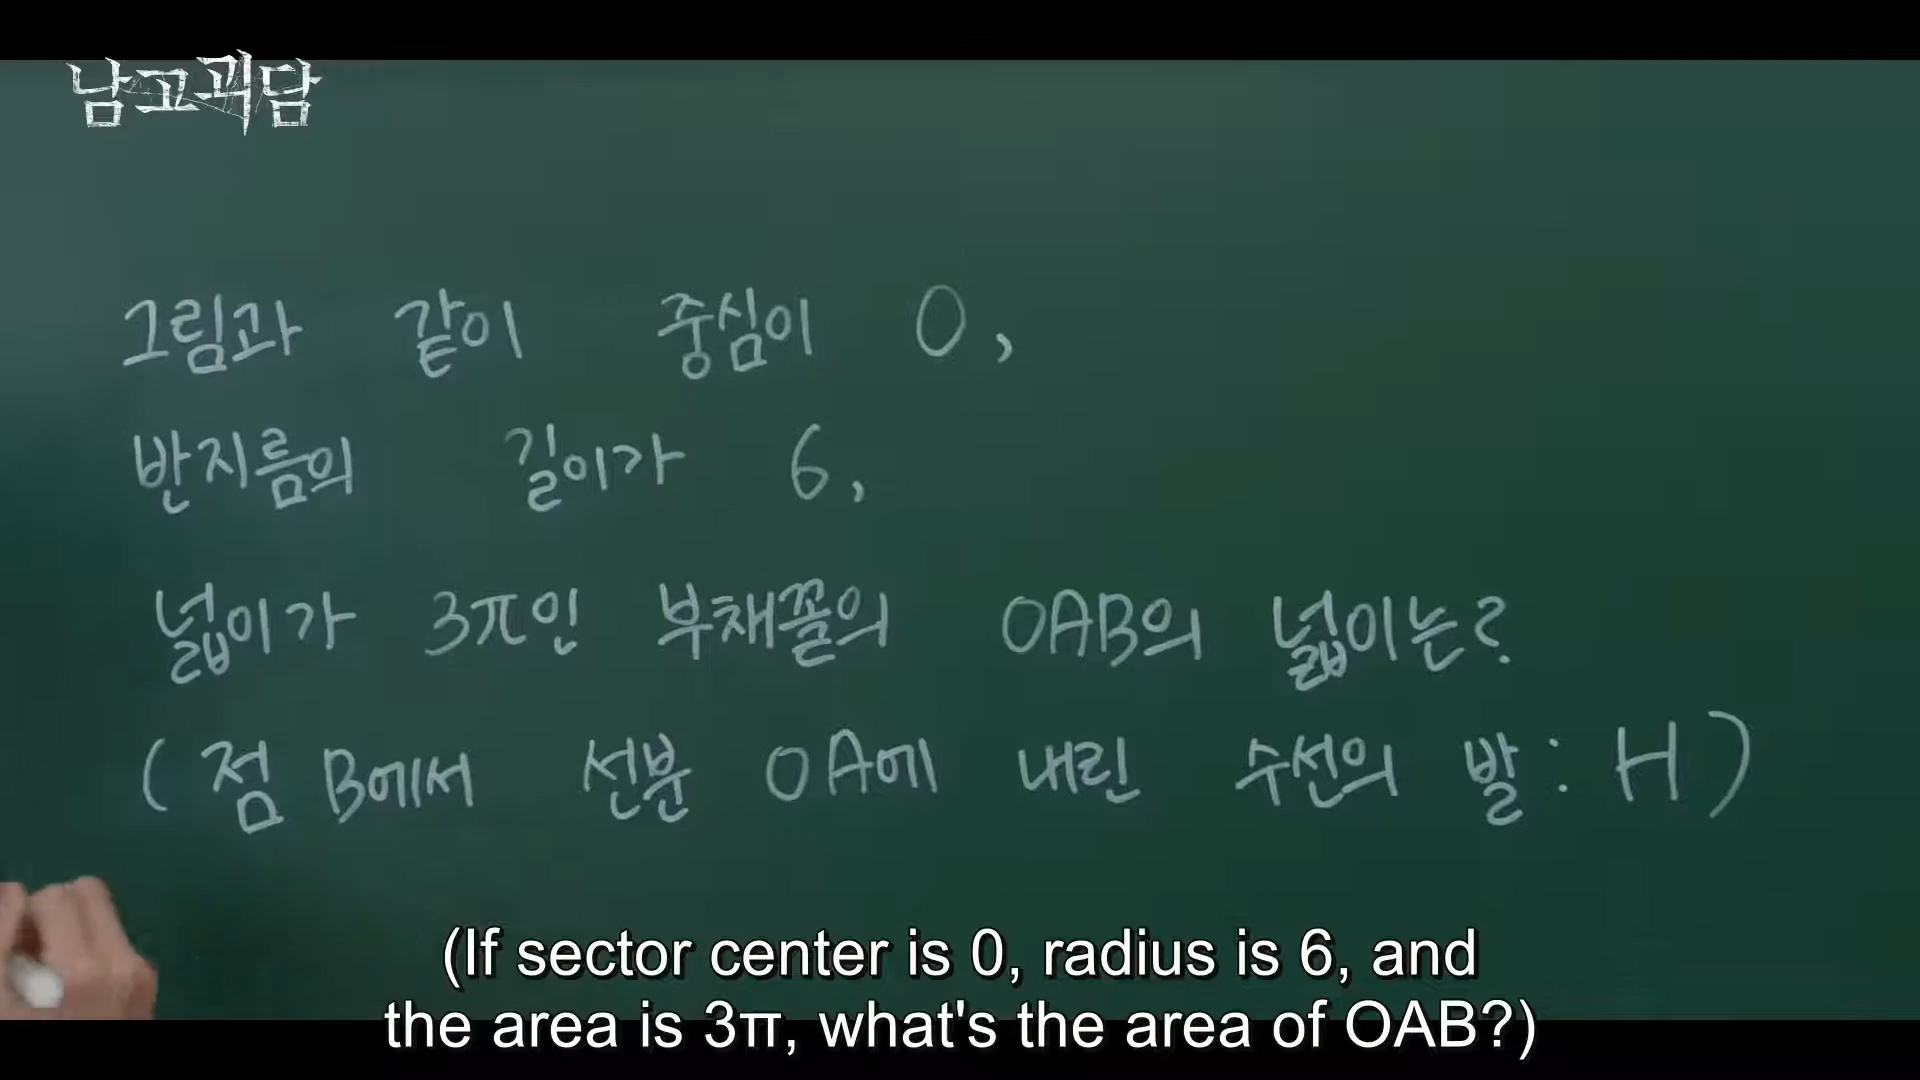 남고괴담
그림과 같이 중심이 0,
반지름의 길이가 6,
넓이가 3π인 부채꼴의 OAB의 넓이는?
(점 B에서 선분 OA에 내린 수선의 발 : H)
(If sector center is 0, radius is 6, and
the area is 3π, what's the area of OAB?)